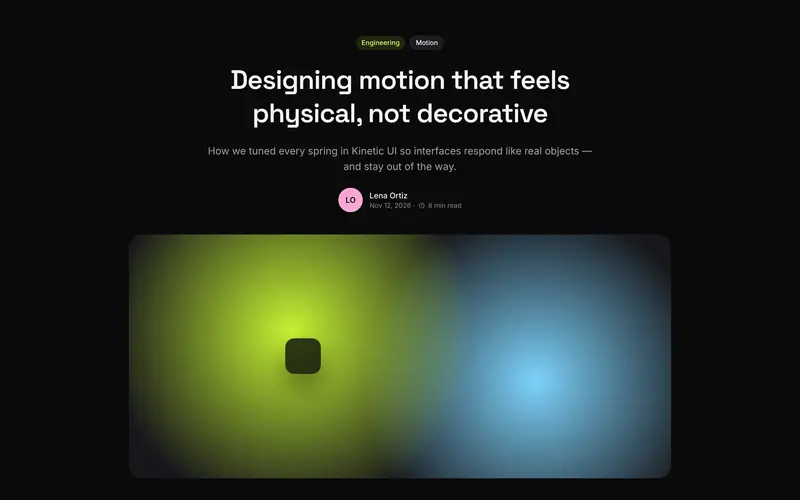 Engineering Motion
Designing motion that feels
physical, not decorative
How we tuned every spring in Kinetic UI so interfaces respond like real objects —
and stay out of the way.
LO
Lena Ortiz
Nov 12, 2026 · 8 min read